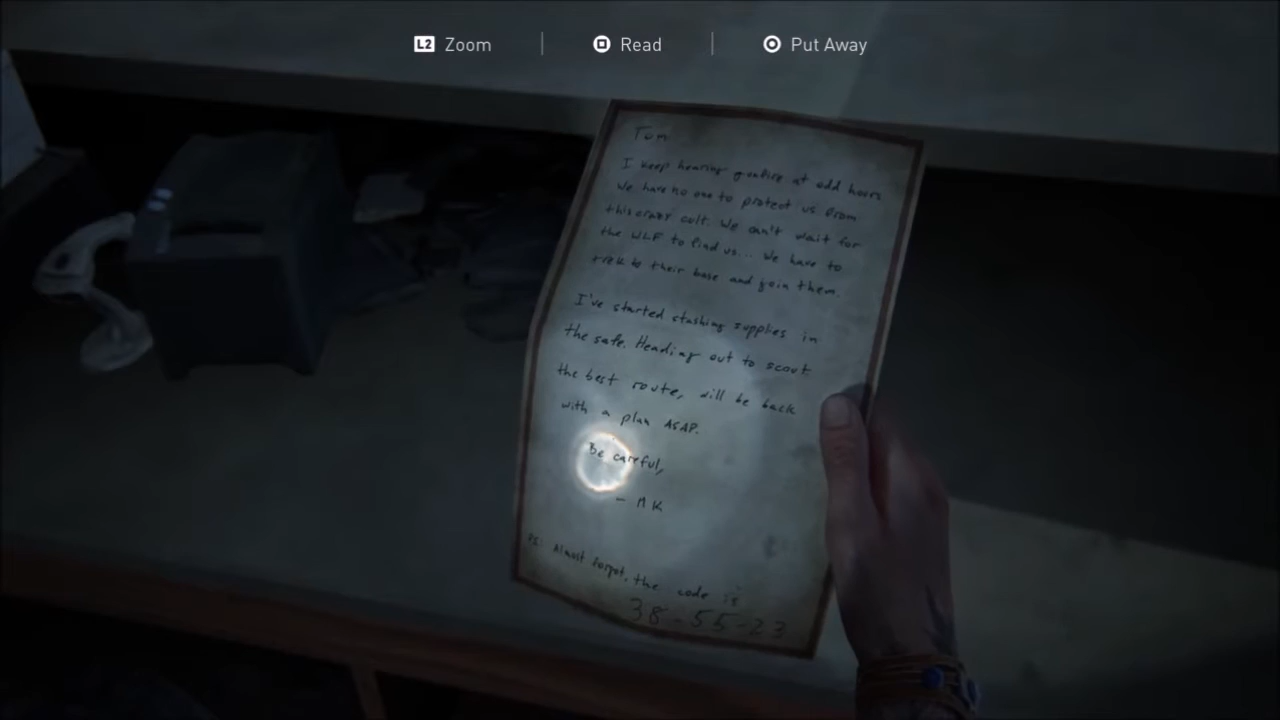 L2 Zoom | Read | Put Away
Tom
I keep hearing gunfire at odd hours
We have no one to protect us from
this crazy cult. We can't wait for
the WLF to find us... We have to
trek to their base and join them.
I've started stashing supplies in
the safe. Heading out to scout
the best route, will be back
with a plan ASAP.
Be careful,
- MK
PS: Almost forgot, the code is
38-55-23